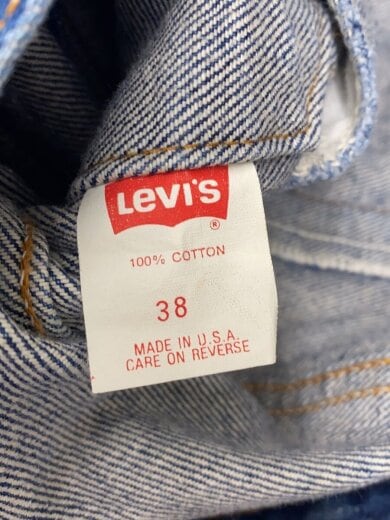 LeVI'S
®
100% COTTON
38
MADE IN U.S.A.
CARE ON REVERSE